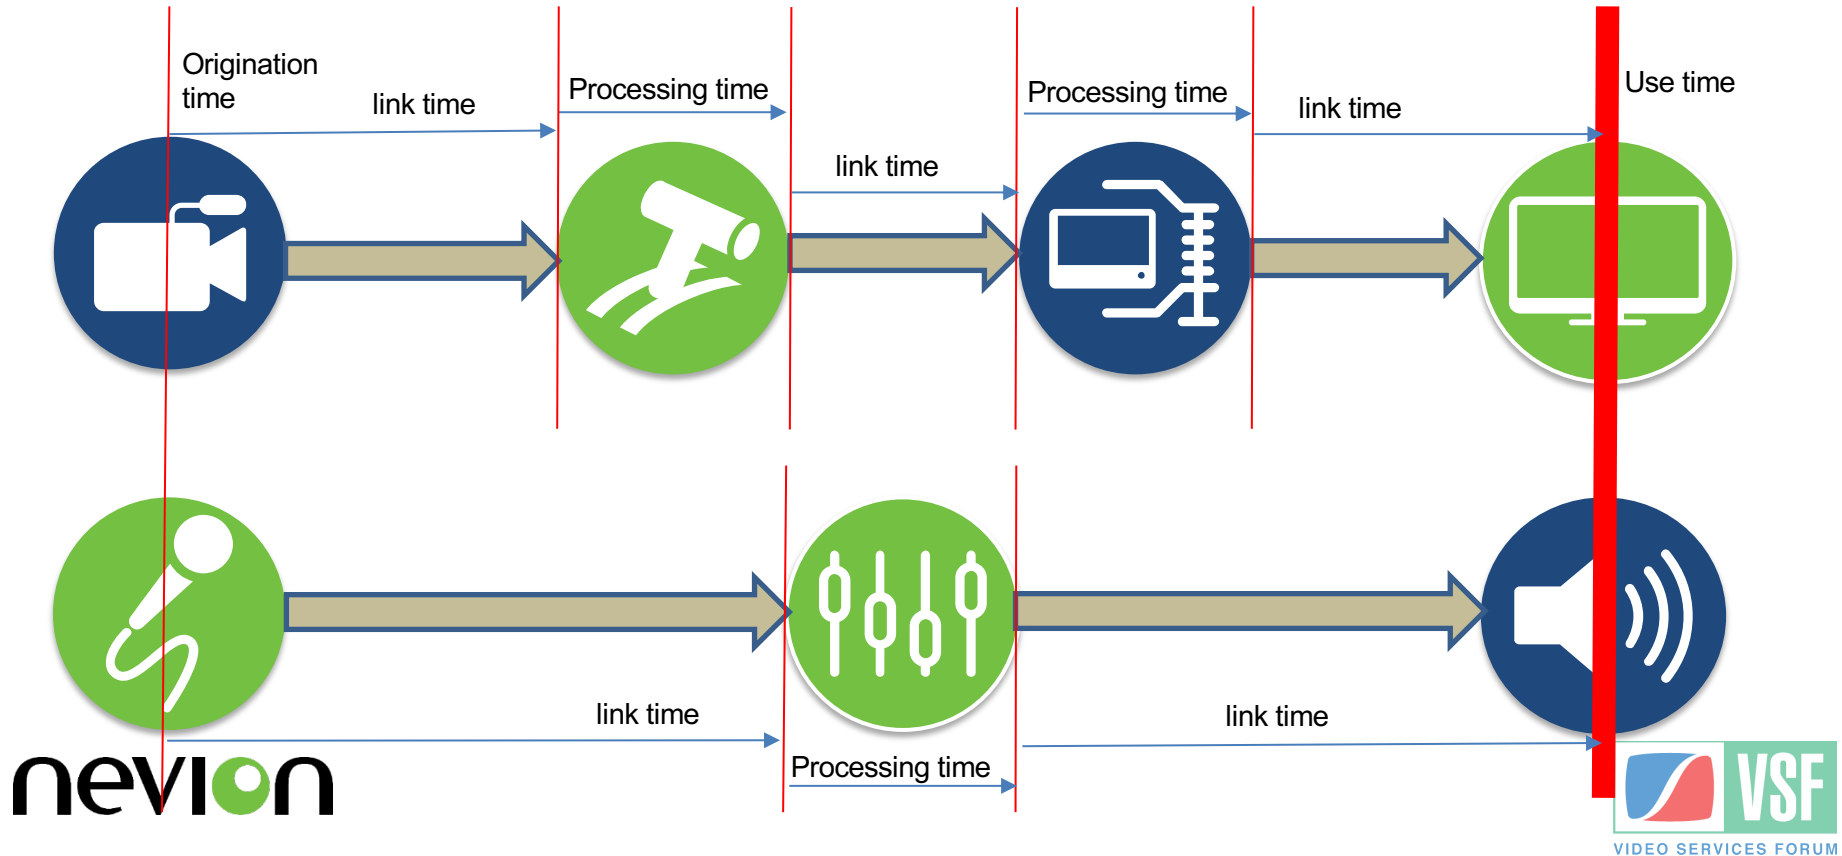 Origination
time
link time
Processing time
link time
Processing time
link time
Use time
link time
Processing time
link time
nevion
VSF
VIDEO SERVICES FORUM